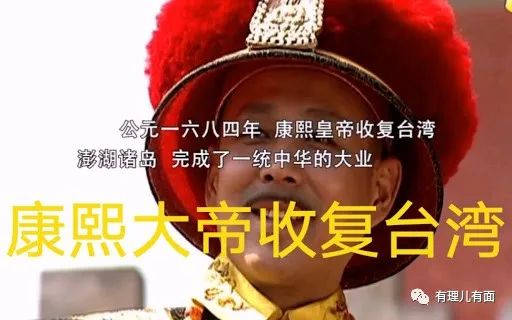 公元一六八四年 康熙皇帝收复台湾
澎湖诸岛 完成了一统中华的大业
康熙大帝收复台湾
有理儿有面